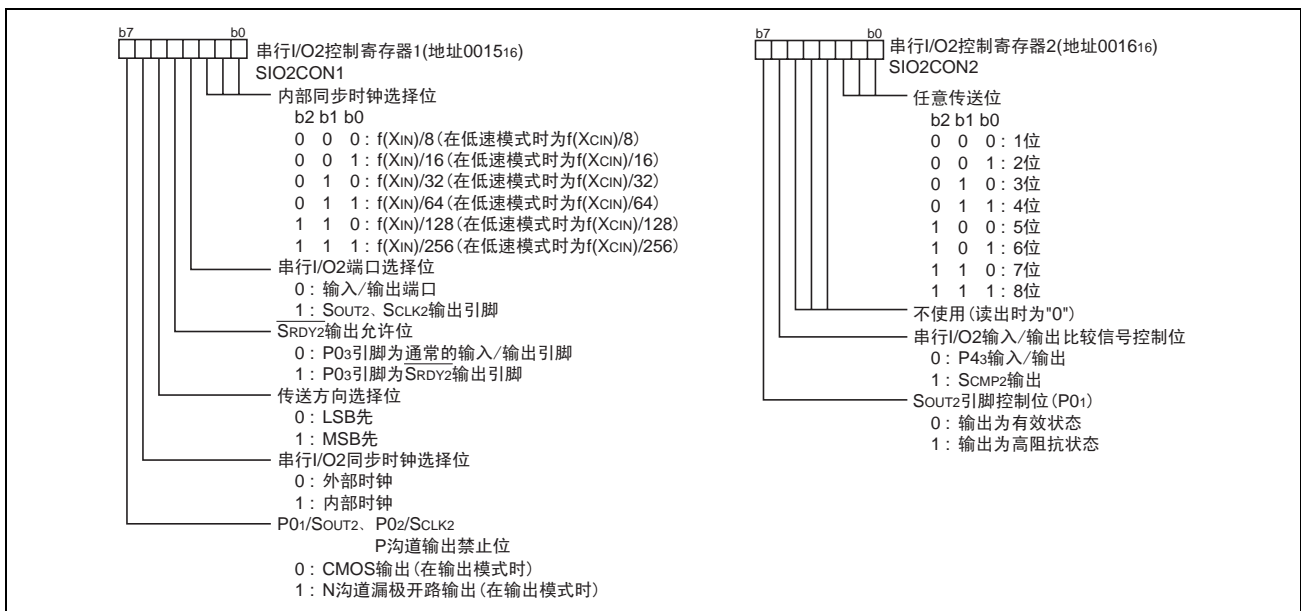 b7 b0
串行I/O2控制寄存器1(地址001516)
SIO2CON1
内部同步时钟选择位
b2 b1 b0
0 0 0 : f(XIN)/8 (在低速模式时为f(XCIN)/8)
0 0 1 : f(XIN)/16 (在低速模式时为f(XCIN)/16)
0 1 0 : f(XIN)/32 (在低速模式时为f(XCIN)/32)
0 1 1 : f(XIN)/64 (在低速模式时为f(XCIN)/64)
1 1 0 : f(XIN)/128 (在低速模式时为f(XCIN)/128)
1 1 1 : f(XIN)/256 (在低速模式时为f(XCIN)/256)
串行I/O2端口选择位
0 : 输入/输出端口
1 : SOUT2、SCLK2输出引脚
SRDY2输出允许位
0 : P03引脚为通常的输入/输出引脚
1 : P03引脚为SRDY2输出引脚
传送方向选择位
0 : LSB先
1 : MSB先
串行I/O2同步时钟选择位
0 : 外部时钟
1 : 内部时钟
P01/SOUT2、P02/SCLK2
P沟道输出禁止位
0 : CMOS输出(在输出模式时)
1 : N沟道漏极开路输出(在输出模式时)
b7 b0
串行I/O2控制寄存器2(地址001616)
SIO2CON2
任意传送位
b2 b1 b0
0 0 0 : 1位
0 0 1 : 2位
0 1 0 : 3位
0 1 1 : 4位
1 0 0 : 5位
1 0 1 : 6位
1 1 0 : 7位
1 1 1 : 8位
不使用(读出时为"0")
串行I/O2输入/输出比较信号控制位
0 : P43输入/输出
1 : SCMP2输出
SOUT2引脚控制位(P01)
0 : 输出为有效状态
1 : 输出为高阻抗状态